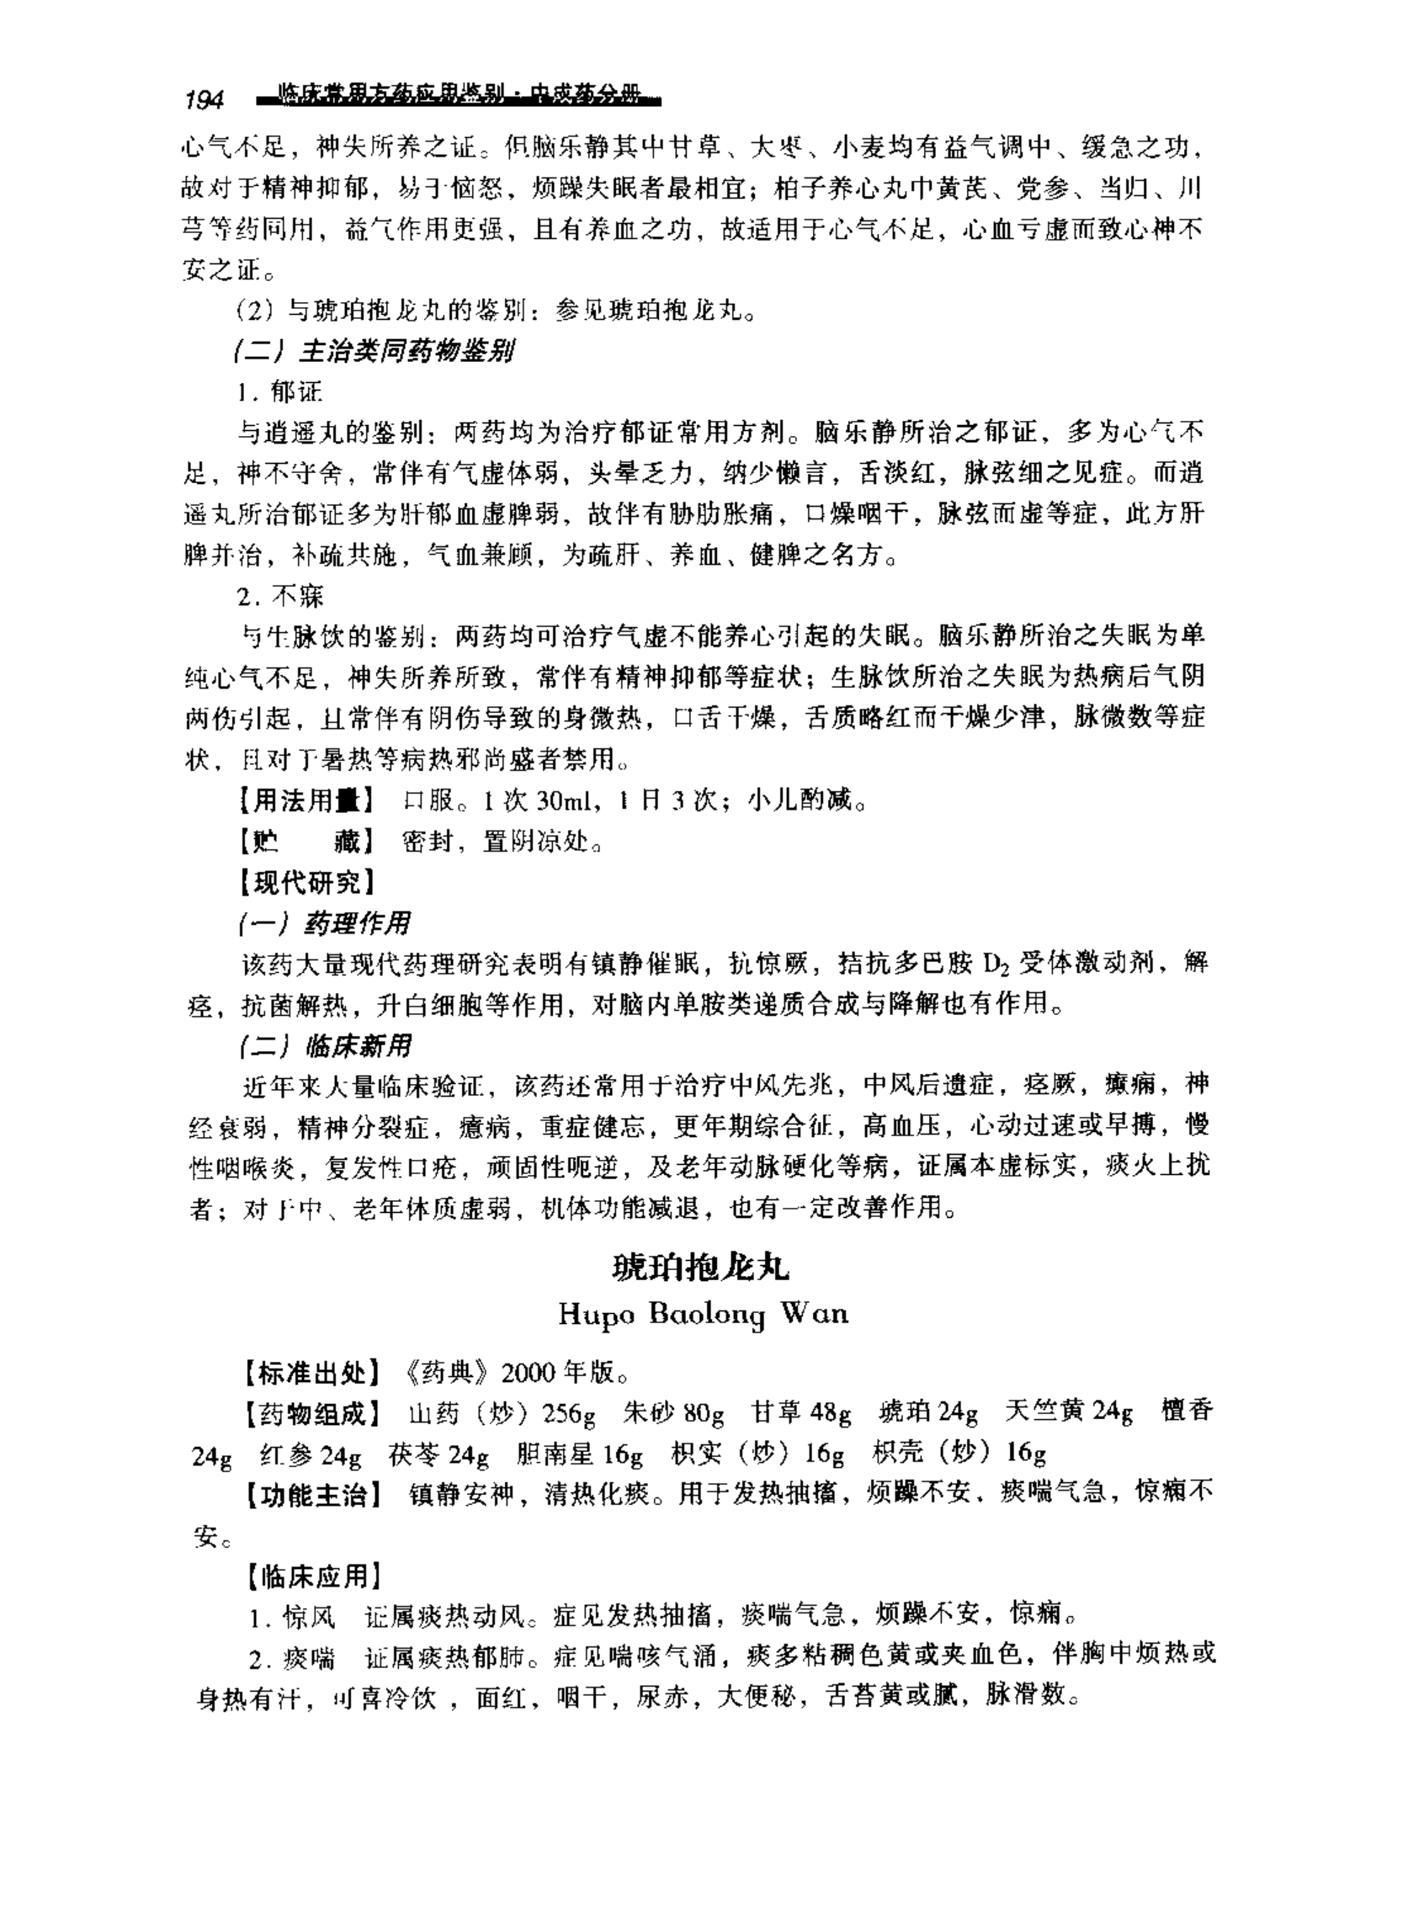 194 临床常用方药应用鉴别·中成药分册
心气不足，神失所养之证。但脑乐静其中甘草、大枣、小麦均有益气调中、缓急之功，
故对于精神抑郁，易于恼怒，烦躁失眠者最相宜；柏子养心丸中黄芪、党参、当归、川
芎等药同用，益气作用更强，且有养血之功，故适用于心气不足，心血亏虚而致心神不
安之证。
（2）与琥珀抱龙丸的鉴别：参见琥珀抱龙丸。
（二）主治类同药物鉴别
1. 郁证
与逍遥丸的鉴别：两药均为治疗郁证常用方剂。脑乐静所治之郁证，多为心气不
足，神不守舍，常伴有气虚体弱，头晕乏力，纳少懒言，舌淡红，脉弦细之见症。而逍
遥丸所治郁证多为肝郁血虚脾弱，故伴有胁肋胀痛，口燥咽干，脉弦而虚等症，此方肝
脾并治，补疏共施，气血兼顾，为疏肝、养血、健脾之名方。
2. 不寐
与生脉饮的鉴别：两药均可治疗气虚不能养心引起的失眠。脑乐静所治之失眠为单
纯心气不足，神失所养所致，常伴有精神抑郁等症状；生脉饮所治之失眠为热病后气阴
两伤引起，且常伴有阴伤导致的身微热，口舌干燥，舌质略红而干燥少津，脉微数等症
状，且对于暑热等病热邪尚盛者禁用。
【用法用量】 口服。1 次 30ml，1 日 3 次；小儿酌减。
【贮　　藏】 密封，置阴凉处。
【现代研究】
（一）药理作用
该药大量现代药理研究表明有镇静催眠，抗惊厥，拮抗多巴胺 D₂ 受体激动剂，解
痉，抗菌解热，升白细胞等作用，对脑内单胺类递质合成与降解也有作用。
（二）临床新用
近年来大量临床验证，该药还常用于治疗中风先兆，中风后遗症，痉厥，癫痫，神
经衰弱，精神分裂症，癔病，重症健忘，更年期综合征，高血压，心动过速或早搏，慢
性咽喉炎，复发性口疮，顽固性呃逆，及老年动脉硬化等病，证属本虚标实，痰火上扰
者；对于中、老年体质虚弱，机体功能减退，也有一定改善作用。
琥珀抱龙丸
Hupo Baolong Wan
【标准出处】《药典》2000 年版。
【药物组成】 山药（炒）256g　朱砂 80g　甘草 48g　琥珀 24g　天竺黄 24g　檀香
24g　红参 24g　茯苓 24g　胆南星 16g　枳实（炒）16g　枳壳（炒）16g
【功能主治】 镇静安神，清热化痰。用于发热抽搐，烦躁不安，痰喘气急，惊痫不
安。
【临床应用】
1. 惊风　证属痰热动风。症见发热抽搐，痰喘气急，烦躁不安，惊痫。
2. 痰喘　证属痰热郁肺。症见喘咳气涌，痰多粘稠色黄或夹血色，伴胸中烦热或
身热有汗，可喜冷饮，面红，咽干，尿赤，大便秘，舌苔黄或腻，脉滑数。